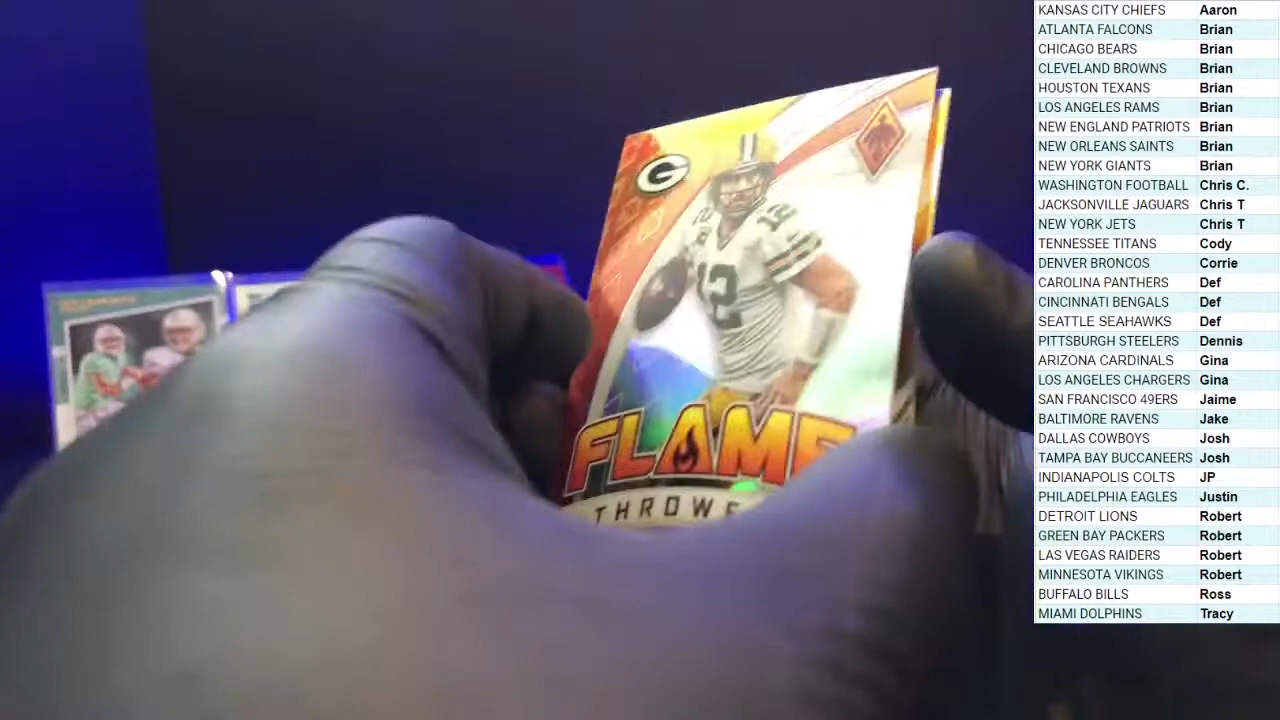 KANSAS CITY CHIEFS Aaron
ATLANTA FALCONS Brian
CHICAGO BEARS Brian
CLEVELAND BROWNS Brian
HOUSTON TEXANS Brian
LOS ANGELES RAMS Brian
NEW ENGLAND PATRIOTS Brian
NEW ORLEANS SAINTS Brian
NEW YORK GIANTS Brian
WASHINGTON FOOTBALL Chris C.
JACKSONVILLE JAGUARS Chris T
NEW YORK JETS Chris T
TENNESSEE TITANS Cody
DENVER BRONCOS Corrie
CAROLINA PANTHERS Def
CINCINNATI BENGALS Def
SEATTLE SEAHAWKS Def
PITTSBURGH STEELERS Dennis
ARIZONA CARDINALS Gina
LOS ANGELES CHARGERS Gina
SAN FRANCISCO 49ERS Jaime
BALTIMORE RAVENS Jake
DALLAS COWBOYS Josh
TAMPA BAY BUCCANEERS Josh
INDIANAPOLIS COLTS JP
PHILADELPHIA EAGLES Justin
DETROIT LIONS Robert
GREEN BAY PACKERS Robert
LAS VEGAS RAIDERS Robert
MINNESOTA VIKINGS Robert
BUFFALO BILLS Ross
MIAMI DOLPHINS Tracy
G
12
12
FLAME
THROWE